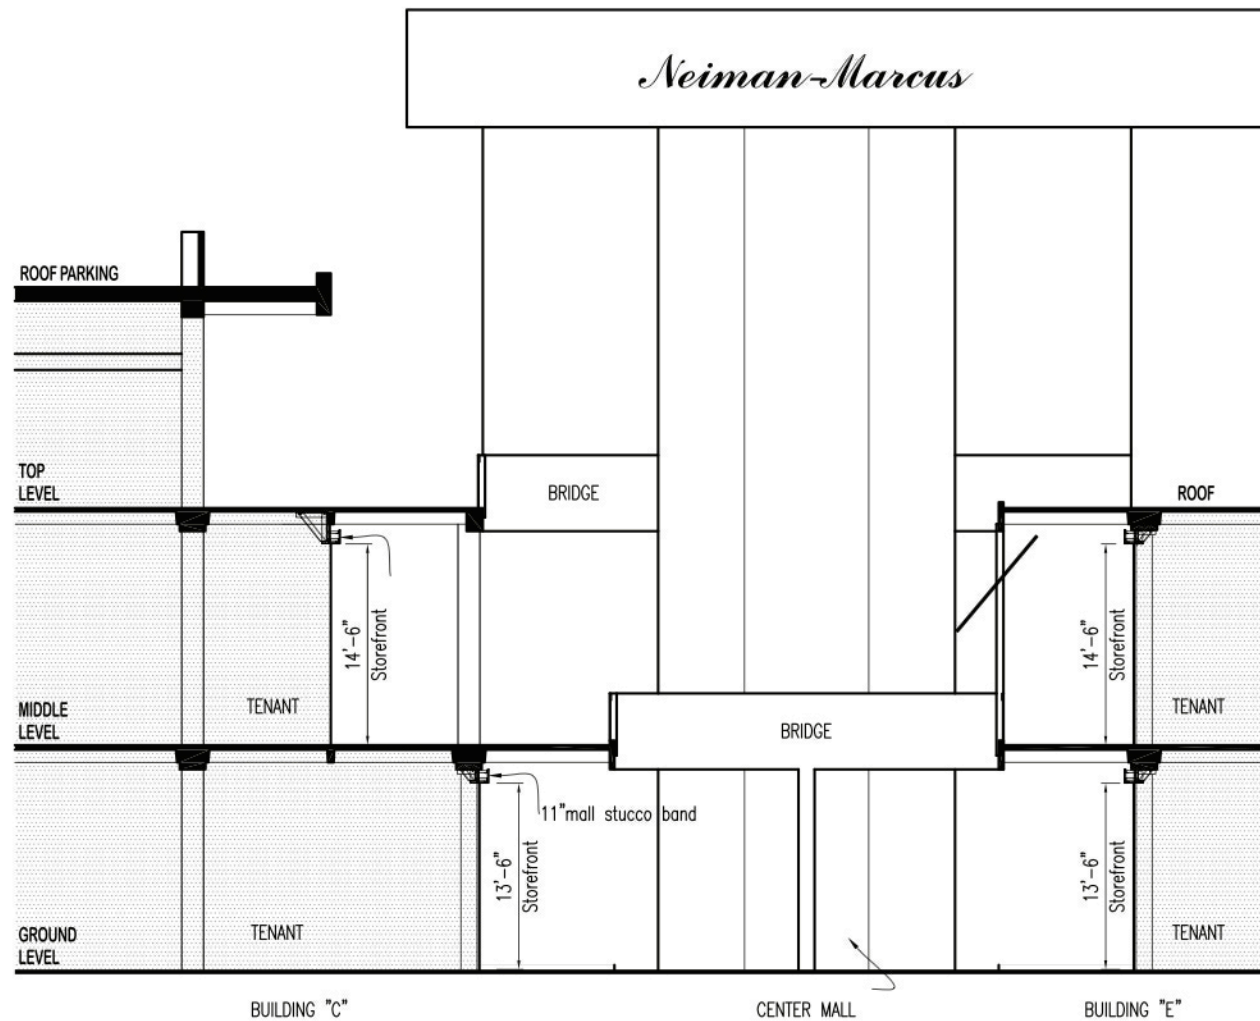 Neiman-Marcus
ROOF PARKING
TOP
LEVEL
BRIDGE
ROOF
14'-6"
Storefront
14'-6"
Storefront
MIDDLE
LEVEL
TENANT
BRIDGE
TENANT
11"mall stucco band
13'-6"
Storefront
13'-6"
Storefront
GROUND
LEVEL
TENANT
TENANT
BUILDING "C"
CENTER MALL
BUILDING "E"